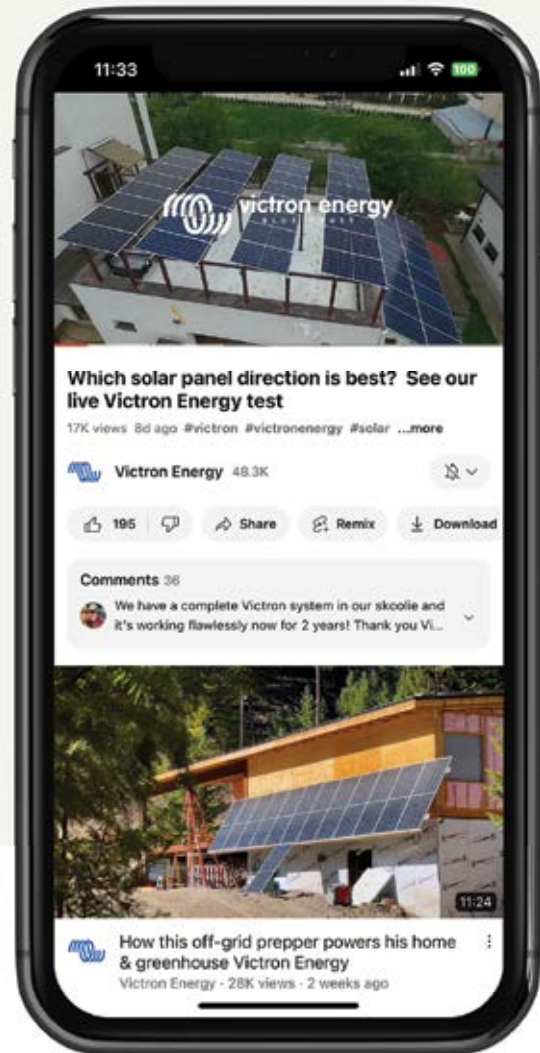 11:33
100
victron energy
Which solar panel direction is best? See our
live Victron Energy test
17K views 8d ago #victron #victronenergy #solar ...more
Victron Energy 48.3K
195 Share Remix Download
Comments 36
We have a complete Victron system in our skoolie and
it's working flawlessly now for 2 years! Thank you Vi...
11:24
How this off-grid prepper powers his home
& greenhouse Victron Energy
Victron Energy - 28K views - 2 weeks ago